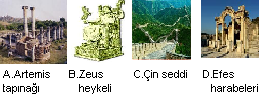 A.Artemis tapınağı
B.Zeus heykeli
C.Çin seddi
D.Efes harabeleri